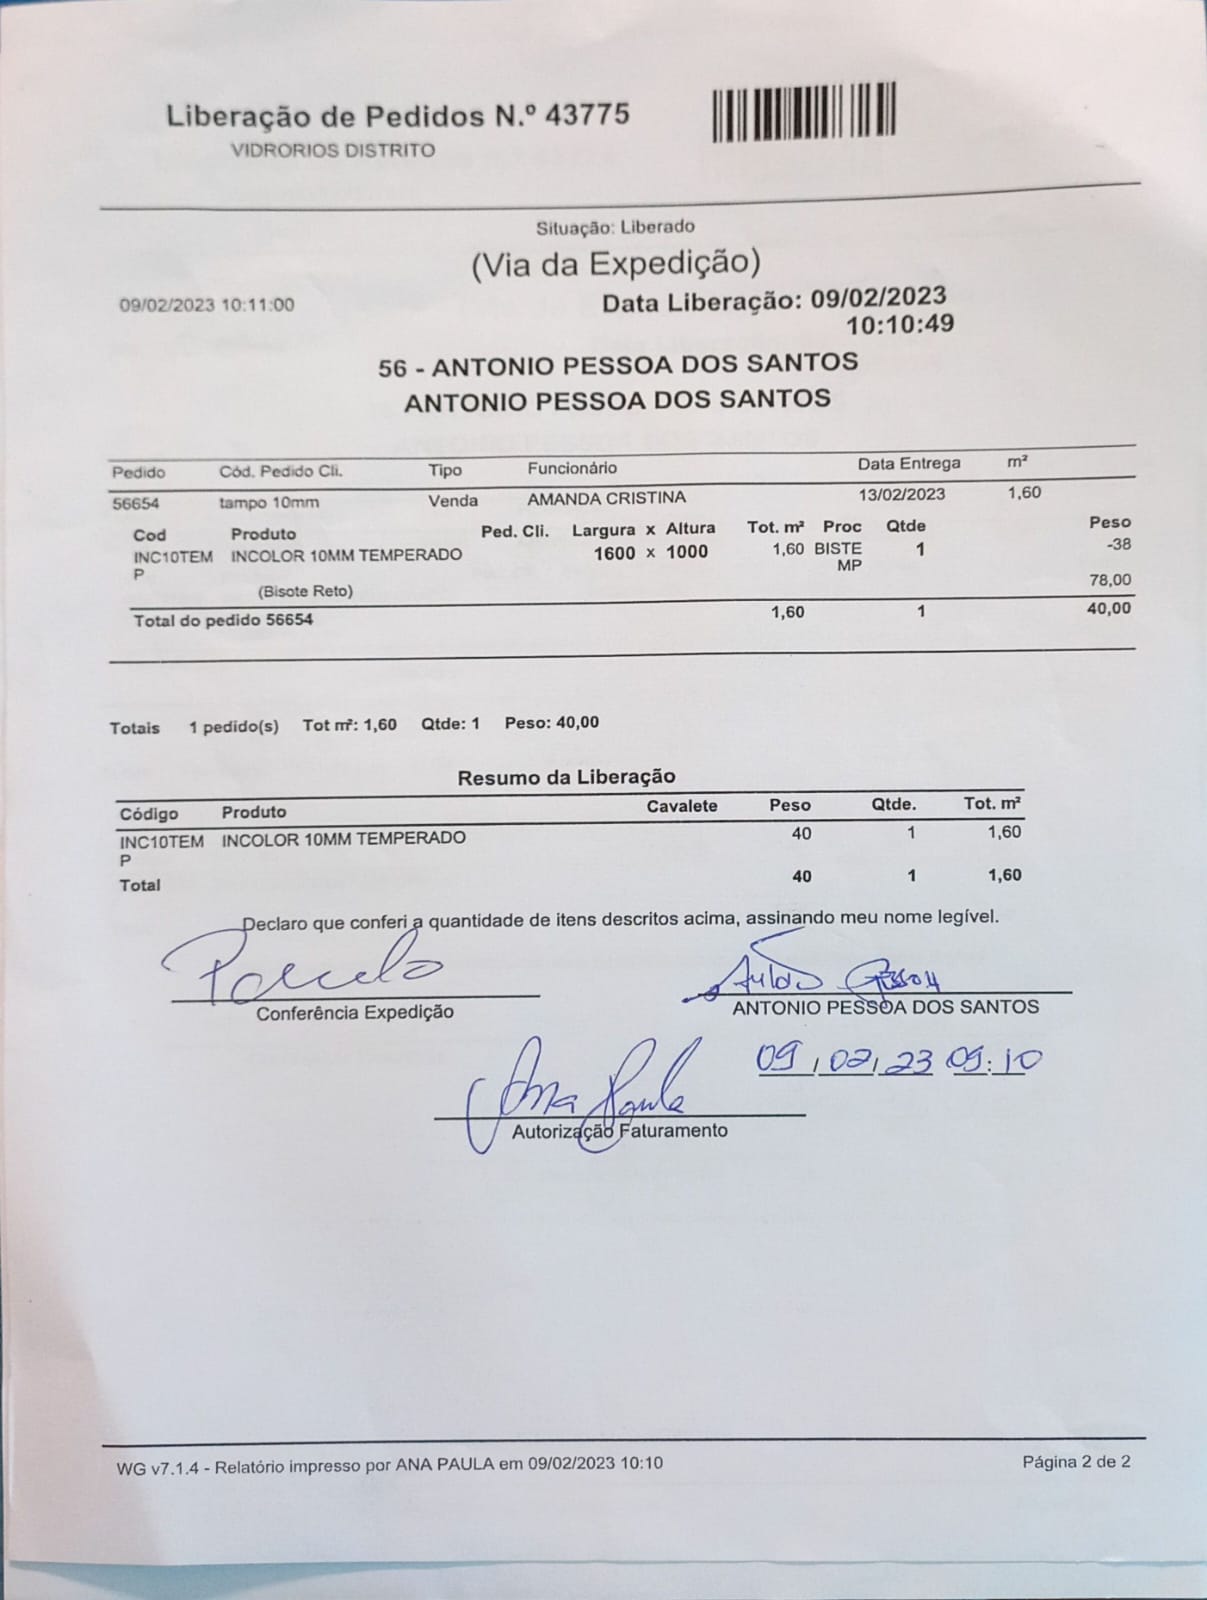 Liberação de Pedidos N.º 43775
VIDRORIOS DISTRITO
Situação: Liberado
(Via da Expedição)
09/02/2023 10:11:00 Data Liberação: 09/02/2023
10:10:49
56 - ANTONIO PESSOA DOS SANTOS
ANTONIO PESSOA DOS SANTOS
Pedido Cód. Pedido Cli. Tipo Funcionário Data Entrega m²
56654 tampo 10mm Venda AMANDA CRISTINA 13/02/2023 1,60
Cod Produto Ped. Cli. Largura x Altura Tot. m² Proc Qtde Peso
INC10TEM INCOLOR 10MM TEMPERADO 1600 x 1000 1,60 BISTE 1 -38
P MP
(Bisote Reto) 78,00
Total do pedido 56654 1,60 1 40,00
Totais 1 pedido(s) Tot m²: 1,60 Qtde: 1 Peso: 40,00
Resumo da Liberação
Código Produto Cavalete Peso Qtde. Tot. m²
INC10TEM INCOLOR 10MM TEMPERADO 40 1 1,60
P
Total 40 1 1,60
Declaro que conferi a quantidade de itens descritos acima, assinando meu nome legível.
Conferência Expedição ANTONIO PESSOA DOS SANTOS
09/02/23 09:10
Ana Paula
Autorização Faturamento
WG v7.1.4 - Relatório impresso por ANA PAULA em 09/02/2023 10:10 Página 2 de 2